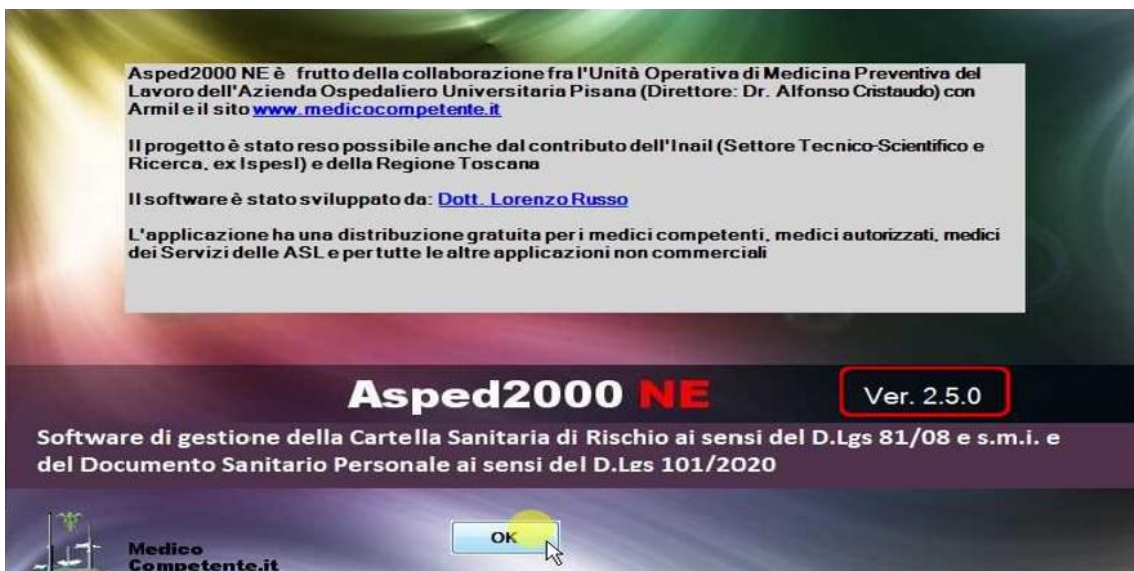 Asped2000 NE è frutto della collaborazione fra l'Unità Operativa di Medicina Preventiva del
Lavoro dell'Azienda Ospedaliero Universitaria Pisana (Direttore: Dr. Alfonso Cristaudo) con
Armil e il sito www.medicocompetente.it
Il progetto è stato reso possibile anche dal contributo dell'Inail (Settore Tecnico-Scientifico e
Ricerca, ex Ispesl) e della Regione Toscana
Il software è stato sviluppato da: Dott. Lorenzo Russo
L'applicazione ha una distribuzione gratuita per i medici competenti, medici autorizzati, medici
dei Servizi delle ASL e per tutte le altre applicazioni non commerciali
Asped2000 NE
Ver. 2.5.0
Software di gestione della Cartella Sanitaria di Rischio ai sensi del D.Lgs 81/08 e s.m.i. e
del Documento Sanitario Personale ai sensi del D.Lgs 101/2020
OK
Medico
Competente.it